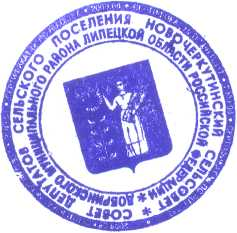 СОВЕТ ДЕПУТАТОВ СЕЛЬСКОГО ПОСЕЛЕНИЯ НОВОЧЕРКУТИНСКИЙ СЕЛЬСОВЕТ
ДОБРИНСКОГО МУНИЦИПАЛЬНОГО РАЙОНА ЛИПЕЦКОЙ ОБЛАСТИ РОССИЙСКОЙ ФЕДЕРАЦИИ